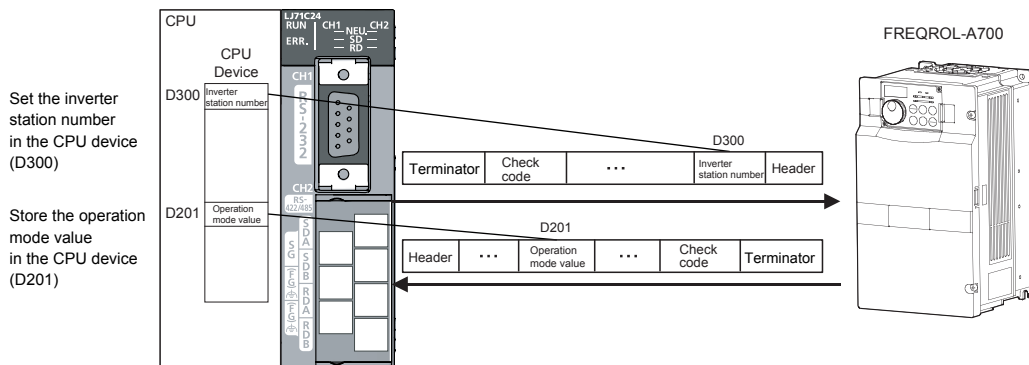 Set the inverter
station number
in the CPU device
(D300)
Store the operation
mode value
in the CPU device
(D201)
CPU
CPU
Device
D300
Inverter
station number
D201
Operation
mode value
LJ71C24
RUN
ERR.
CH1
NEU.
SD
RD
CH2
CH1
RS-232
CH2
RS-
422/485
SDA
SG
SDB
FG
RDA
FG
RDB
D300
Terminator
Check
code
...
Inverter
station number
Header
D201
Header
...
Operation
mode value
...
Check
code
Terminator
FREQROL-A700